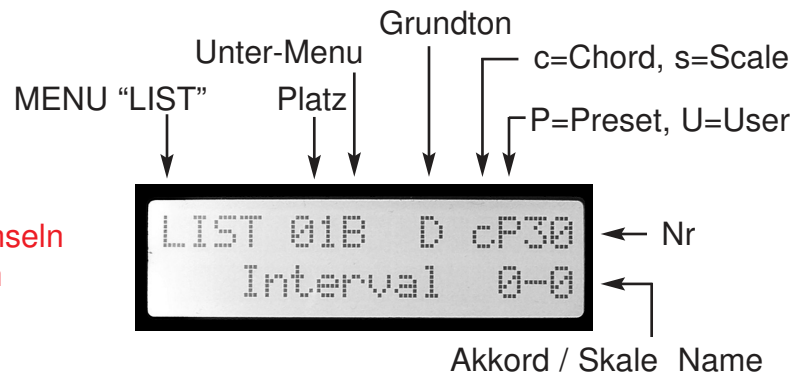 Grundton
Unter-Menu
c=Chord, s=Scale
MENU “LIST”
Platz
P=Preset, U=User
LIST 01B D cP30
Nr
Interval 0-0
Akkord / Skale Name